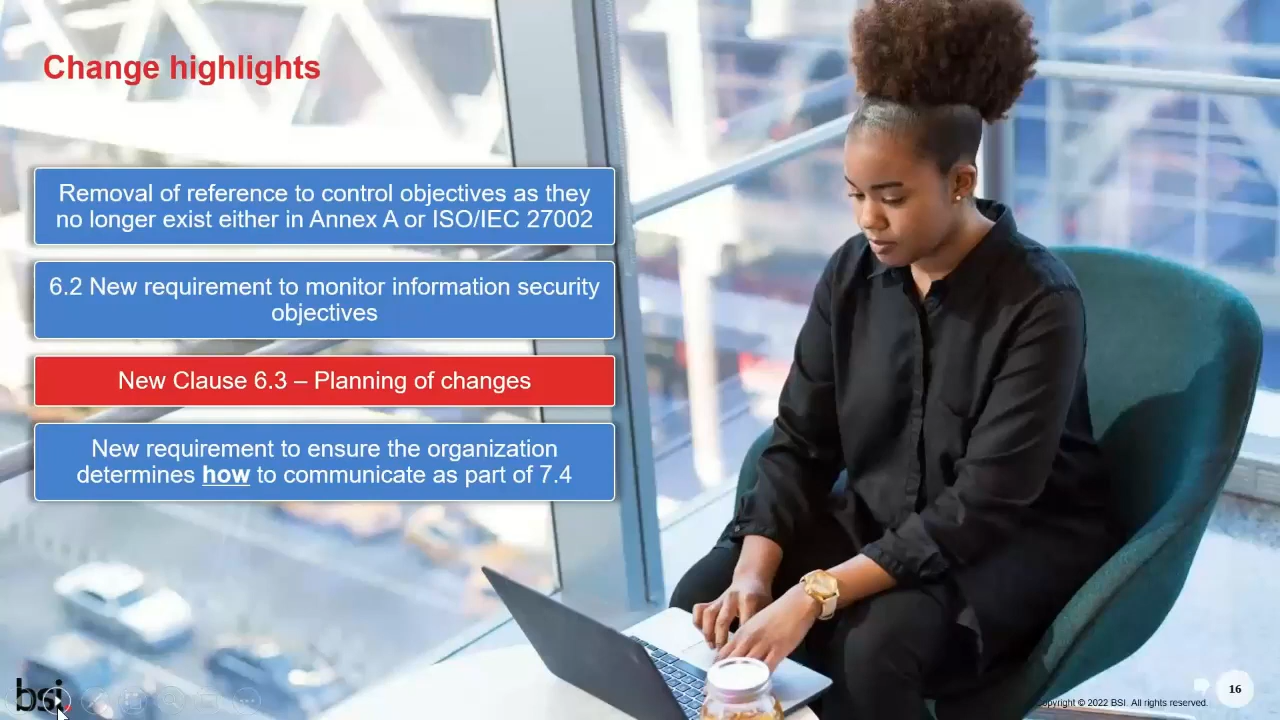 Change highlights
Removal of reference to control objectives as they
no longer exist either in Annex A or ISO/IEC 27002
6.2 New requirement to monitor information security
objectives
New Clause 6.3 – Planning of changes
New requirement to ensure the organization
determines how to communicate as part of 7.4
bsi.
Copyright © 2022 BSI. All rights reserved.
16